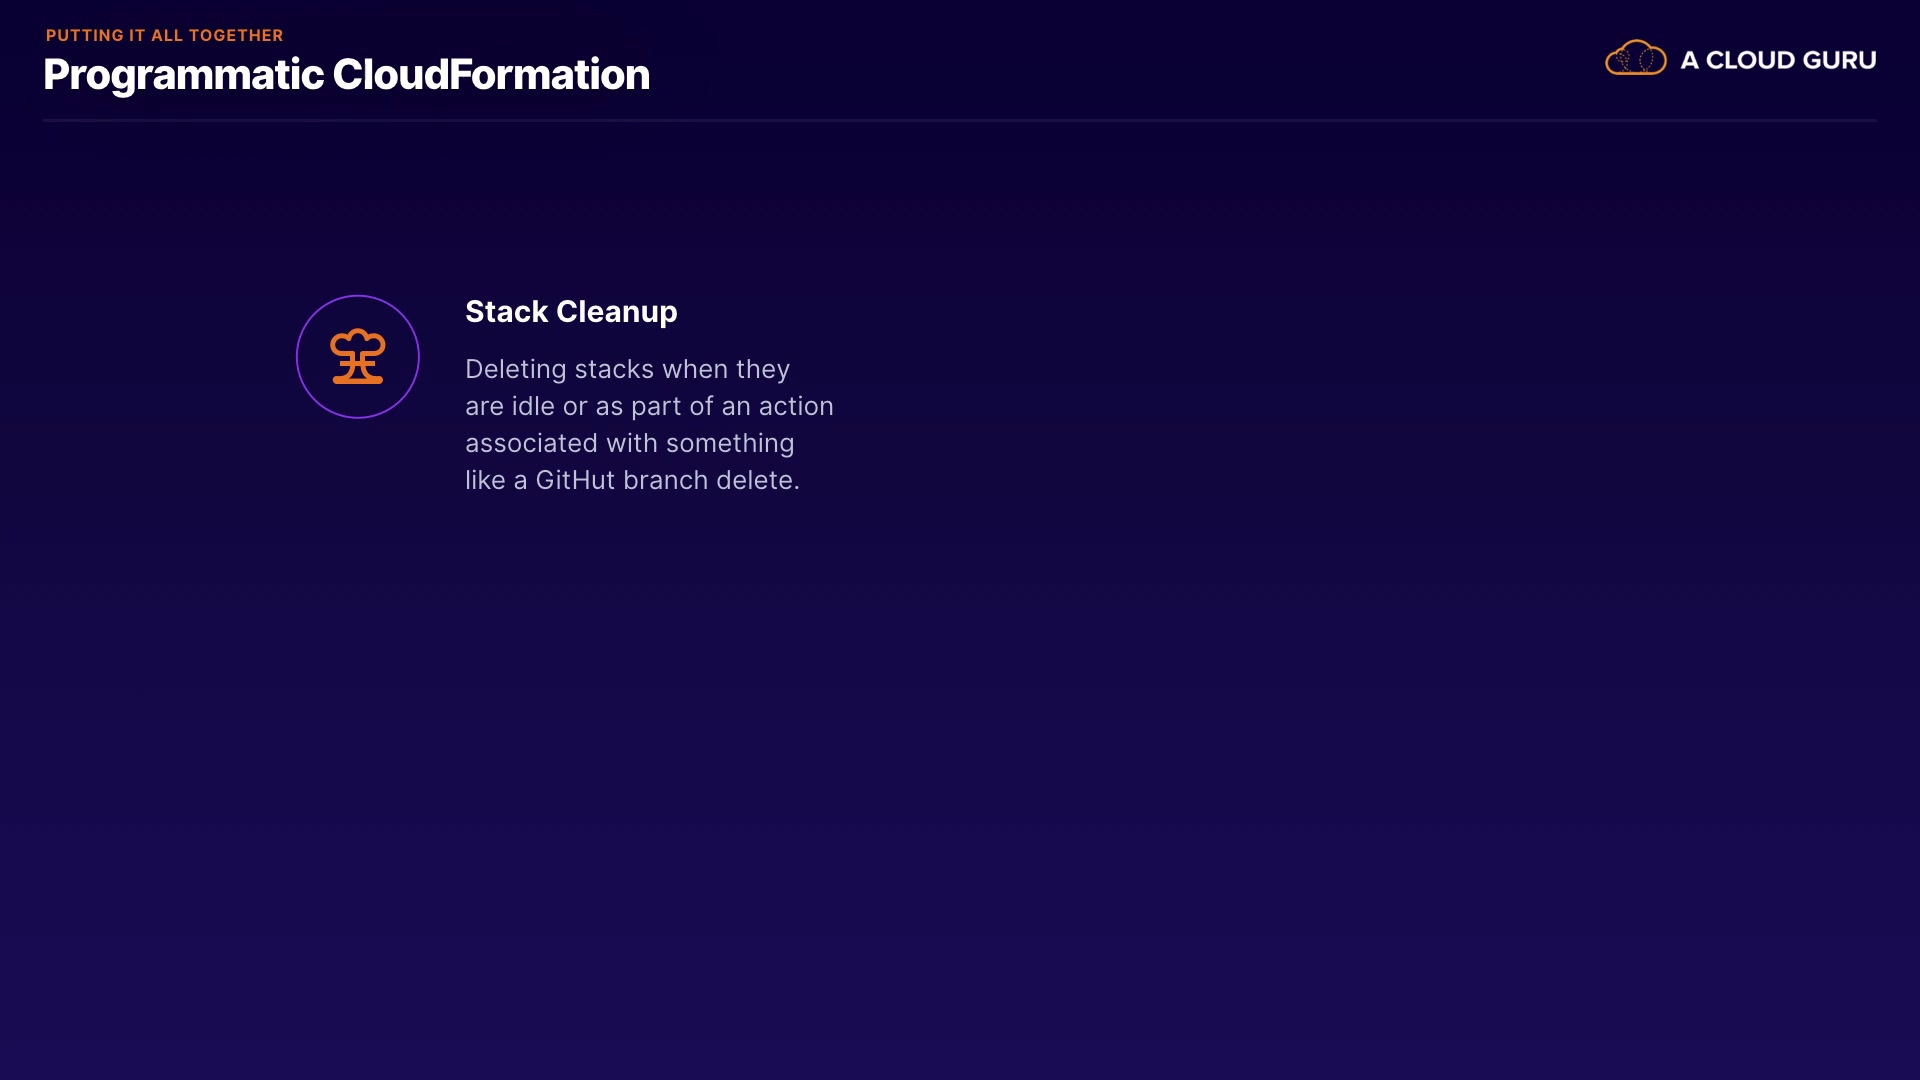 PUTTING IT ALL TOGETHER
Programmatic CloudFormation
A CLOUD GURU
Stack Cleanup
Deleting stacks when they
are idle or as part of an action
associated with something
like a GitHut branch delete.